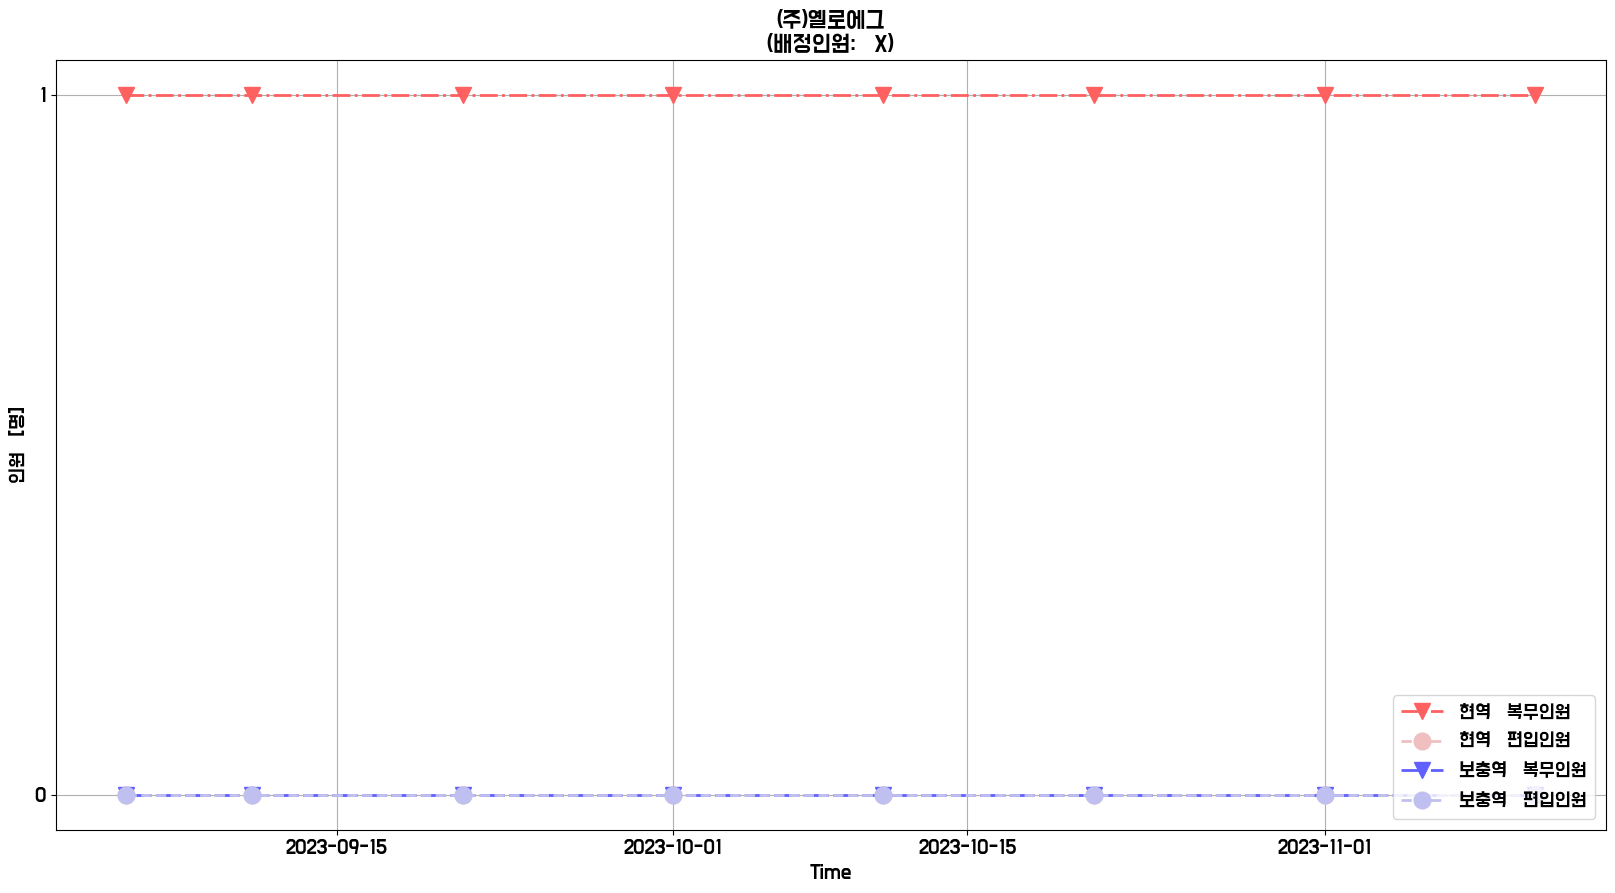 (주)옐로에그
(배정인원: X)
1
0
인원 [명]
현역 복무인원
현역 편입인원
보충역 복무인원
보충역 편입인원
2023-09-15
2023-10-01
2023-10-15
2023-11-01
Time